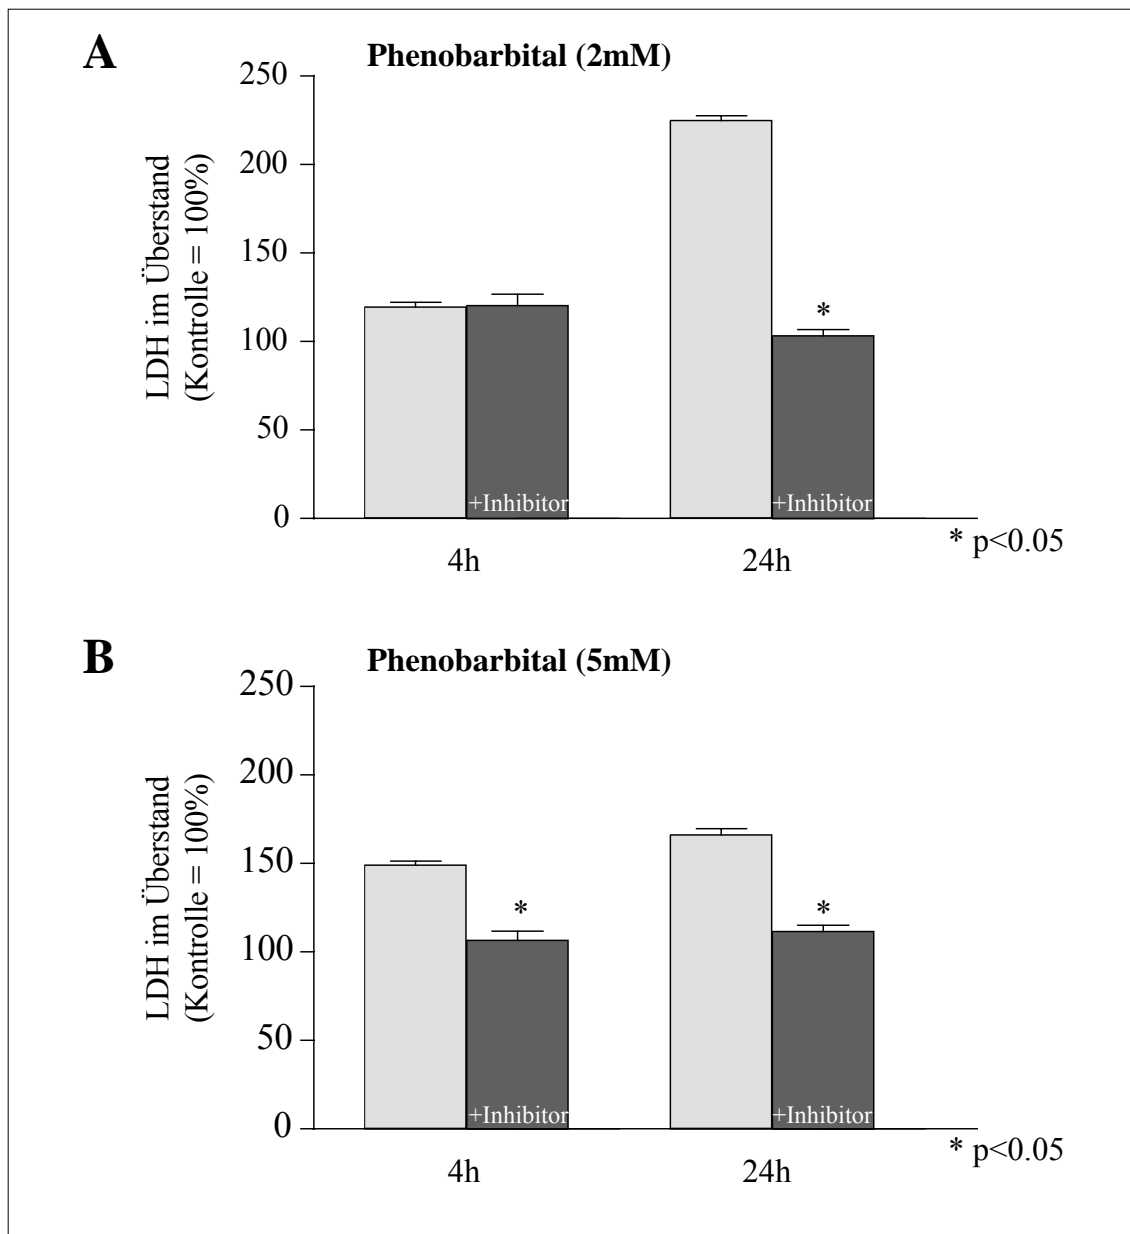 A
Phenobarbital (2mM)
LDH im Überstand
(Kontrolle = 100%)
250
200
150
100
50
0
*
+Inhibitor
+Inhibitor
4h
24h
* p<0.05
B
Phenobarbital (5mM)
LDH im Überstand
(Kontrolle = 100%)
250
200
150
100
50
0
*
*
+Inhibitor
+Inhibitor
4h
24h
* p<0.05